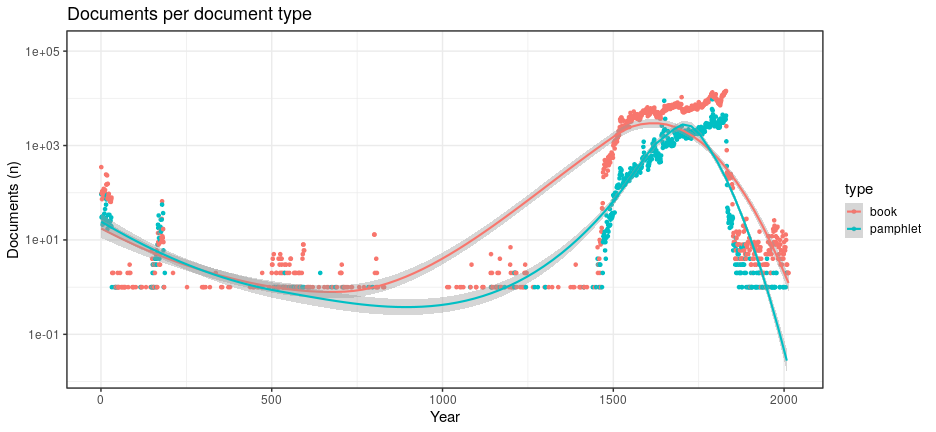 Documents per document type
Documents (n)
1e+05
1e+03
1e+01
1e-01
0 500 1000 1500 2000
Year
type
book
pamphlet